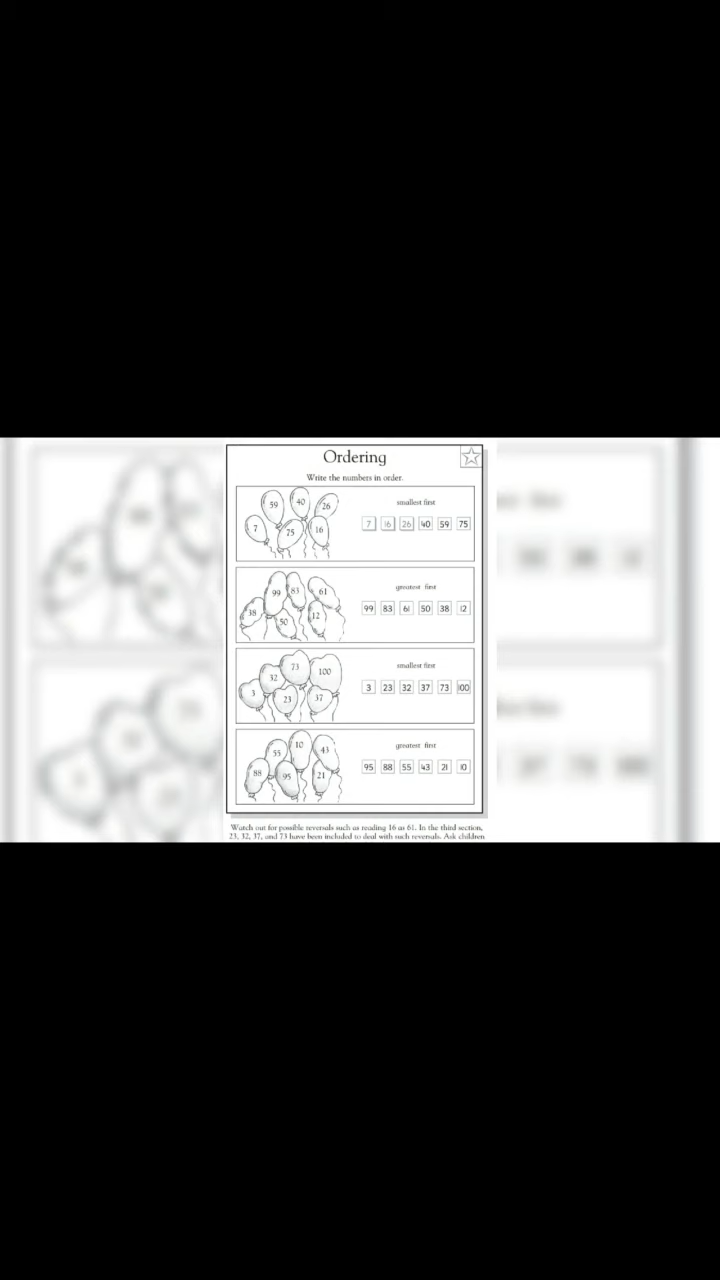 Ordering
Write the numbers in order.
59 40 26
7 75 16
smallest first
7 16 26 40 59 75
99 83 61
38 50 12
greatest first
99 83 61 50 38 12
32 73 100
3 23 37
smallest first
3 23 32 37 73 100
55 10 43
88 95 21
greatest first
95 88 55 43 21 10
Watch out for possible reversals such as reading 16 as 61. In the third section,
23, 32, 37, and 73 have been included to deal with such reversals. Ask children